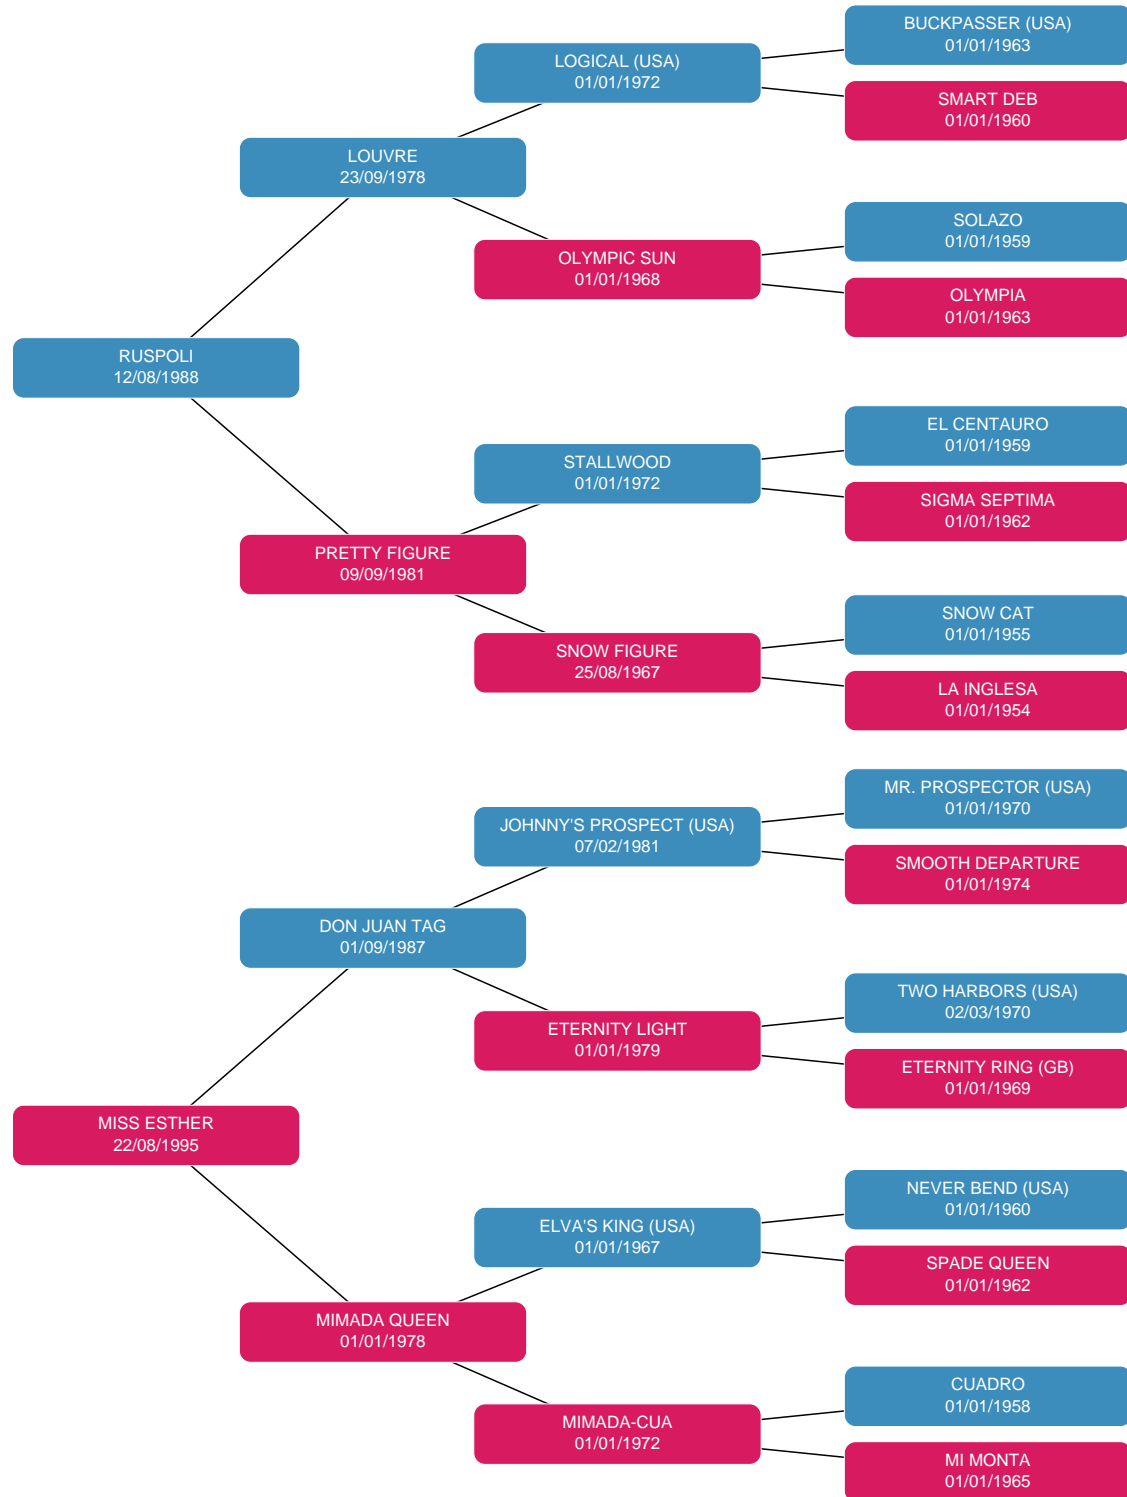 BUCKPASSER (USA)
01/01/1963
LOGICAL (USA)
01/01/1972
SMART DEB
01/01/1960
LOUVRE
23/09/1978
SOLAZO
01/01/1959
OLYMPIC SUN
01/01/1968
OLYMPIA
01/01/1963
RUSPOLI
12/08/1988
EL CENTAURO
01/01/1959
STALLWOOD
01/01/1972
SIGMA SEPTIMA
01/01/1962
PRETTY FIGURE
09/09/1981
SNOW CAT
01/01/1955
SNOW FIGURE
25/08/1967
LA INGLESA
01/01/1954
MR. PROSPECTOR (USA)
01/01/1970
JOHNNY'S PROSPECT (USA)
07/02/1981
SMOOTH DEPARTURE
01/01/1974
DON JUAN TAG
01/09/1987
TWO HARBORS (USA)
02/03/1970
ETERNITY LIGHT
01/01/1979
ETERNITY RING (GB)
01/01/1969
MISS ESTHER
22/08/1995
NEVER BEND (USA)
01/01/1960
ELVA'S KING (USA)
01/01/1967
SPADE QUEEN
01/01/1962
MIMADA QUEEN
01/01/1978
CUADRO
01/01/1958
MIMADA-CUA
01/01/1972
MI MONTA
01/01/1965